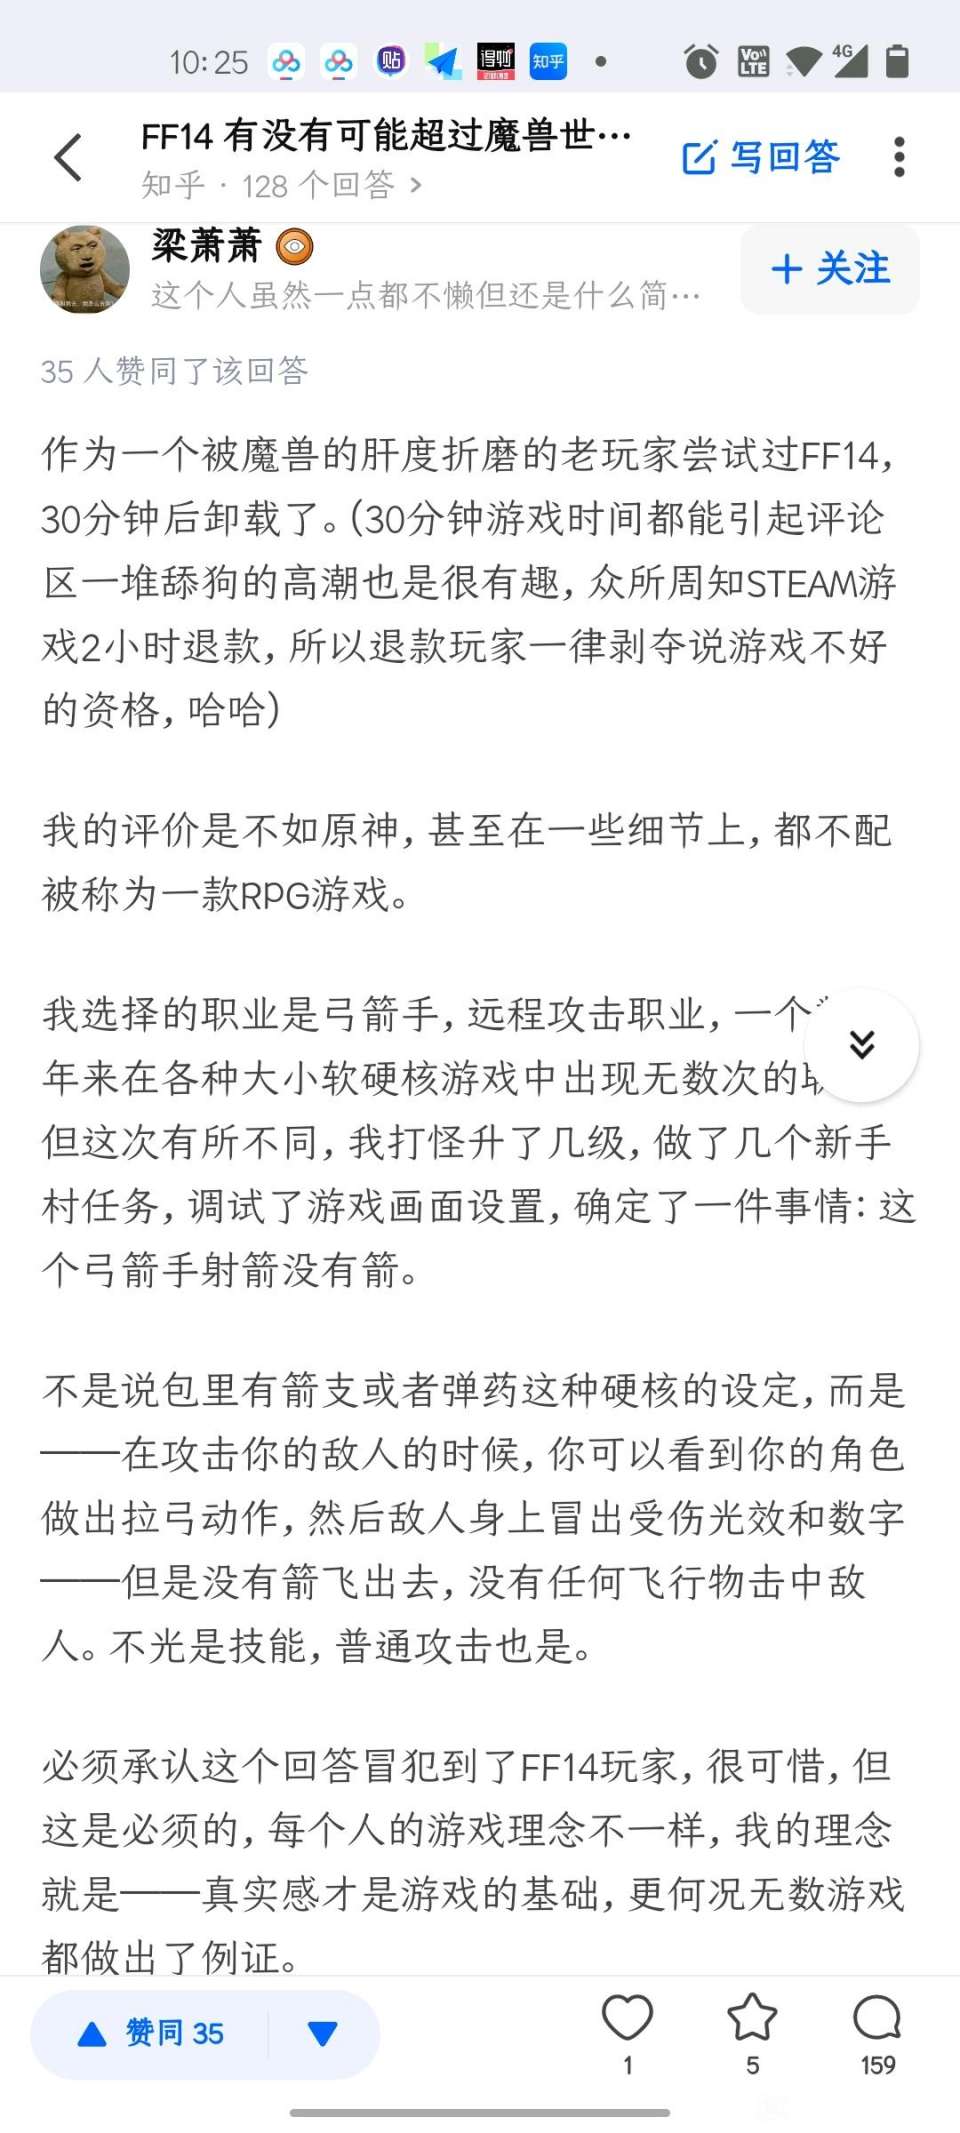 10:25
贴
得物
知乎
VoLTE
4G
FF14 有没有可能超过魔兽世…
知乎 · 128 个回答 >
写回答
梁萧萧
这个人虽然一点都不懒但还是什么简…
+ 关注
35 人赞同了该回答
作为一个被魔兽的肝度折磨的老玩家尝试过FF14,
30分钟后卸载了。(30分钟游戏时间都能引起评论
区一堆舔狗的高潮也是很有趣, 众所周知STEAM游
戏2小时退款, 所以退款玩家一律剥夺说游戏不好
的资格, 哈哈)
我的评价是不如原神, 甚至在一些细节上, 都不配
被称为一款RPG游戏。
我选择的职业是弓箭手, 远程攻击职业, 一个
年来在各种大小软硬核游戏中出现无数次的
但这次有所不同, 我打怪升了几级, 做了几个新手
村任务, 调试了游戏画面设置, 确定了一件事情: 这
个弓箭手射箭没有箭。
不是说包里有箭支或者弹药这种硬核的设定, 而是
——在攻击你的敌人的时候, 你可以看到你的角色
做出拉弓动作, 然后敌人身上冒出受伤光效和数字
——但是没有箭飞出去, 没有任何飞行物击中敌
人。不光是技能, 普通攻击也是。
必须承认这个回答冒犯到了FF14玩家, 很可惜, 但
这是必须的, 每个人的游戏理念不一样, 我的理念
就是——真实感才是游戏的基础, 更何况无数游戏
都做出了例证。
赞同 35
1
5
159